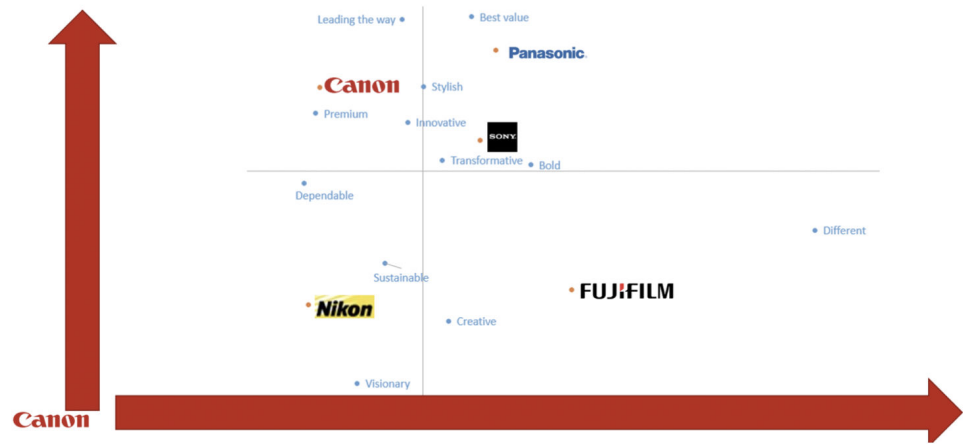 Leading the way
Best value
Panasonic
Canon
Stylish
Premium
Innovative
SONY
Transformative
Bold
Dependable
Different
Sustainable
FUJIFILM
Nikon
Creative
Visionary
Canon